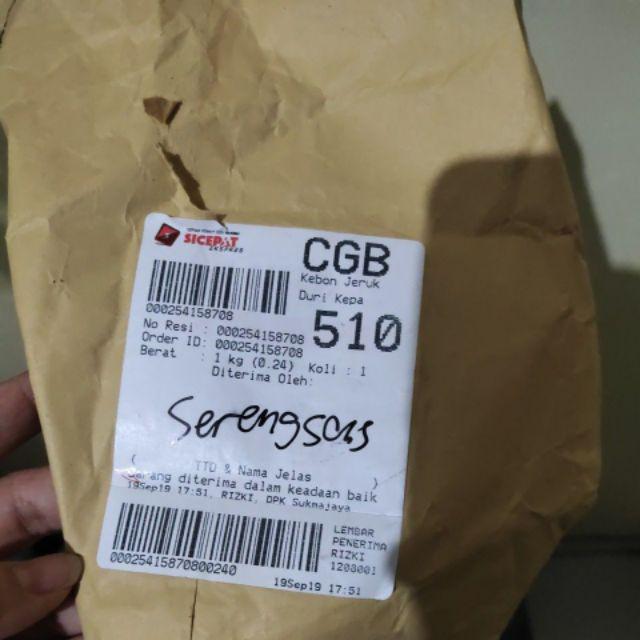 SICEPAT
EKSPRES
CGB
Kebon Jeruk
Duri Kepa
000254158708
510
No Resi : 000254158708
Order ID: 000254158708
Berat : 1 kg (0.24) Koli : 1
Diterima Oleh:
Serengsaus
( )
TTD & Nama Jelas
Barang diterima dalam keadaan baik
19Sep19 17:51, RIZKI, DPK Sukmajaya
LEMBAR
PENERIMA
RIZKI
1208001
00025415870800240
19Sep19 17:51